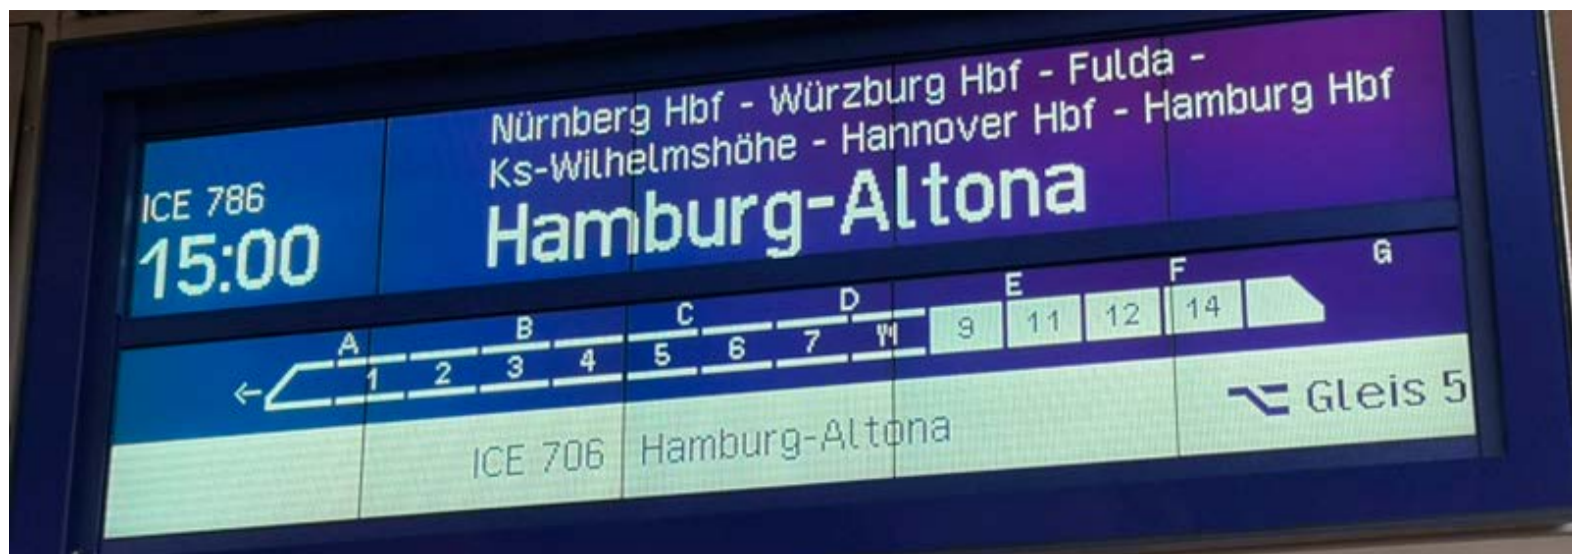 Nürnberg Hbf - Würzburg Hbf - Fulda -
Ks-Wilhelmshöhe - Hannover Hbf - Hamburg Hbf
ICE 786
15:00
Hamburg-Altona
A B C D E F G
1 2 3 4 5 6 7 9 11 12 14
ICE 706 Hamburg-Altona Gleis 5